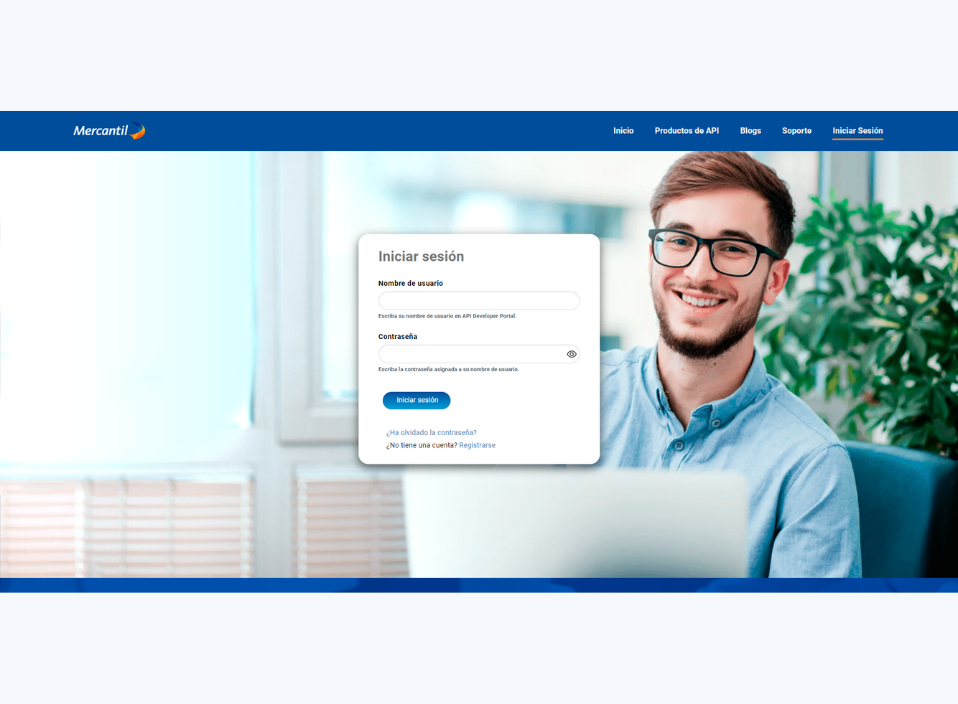 Mercantil
Inicio Productos de API Blogs Soporte Iniciar Sesión
Iniciar sesión
Nombre de usuario
Escriba su nombre de usuario en API Developer Portal.
Contraseña
Escriba la contraseña asignada a su nombre de usuario.
Iniciar sesión
¿Ha olvidado la contraseña?
¿No tiene una cuenta? Registrarse